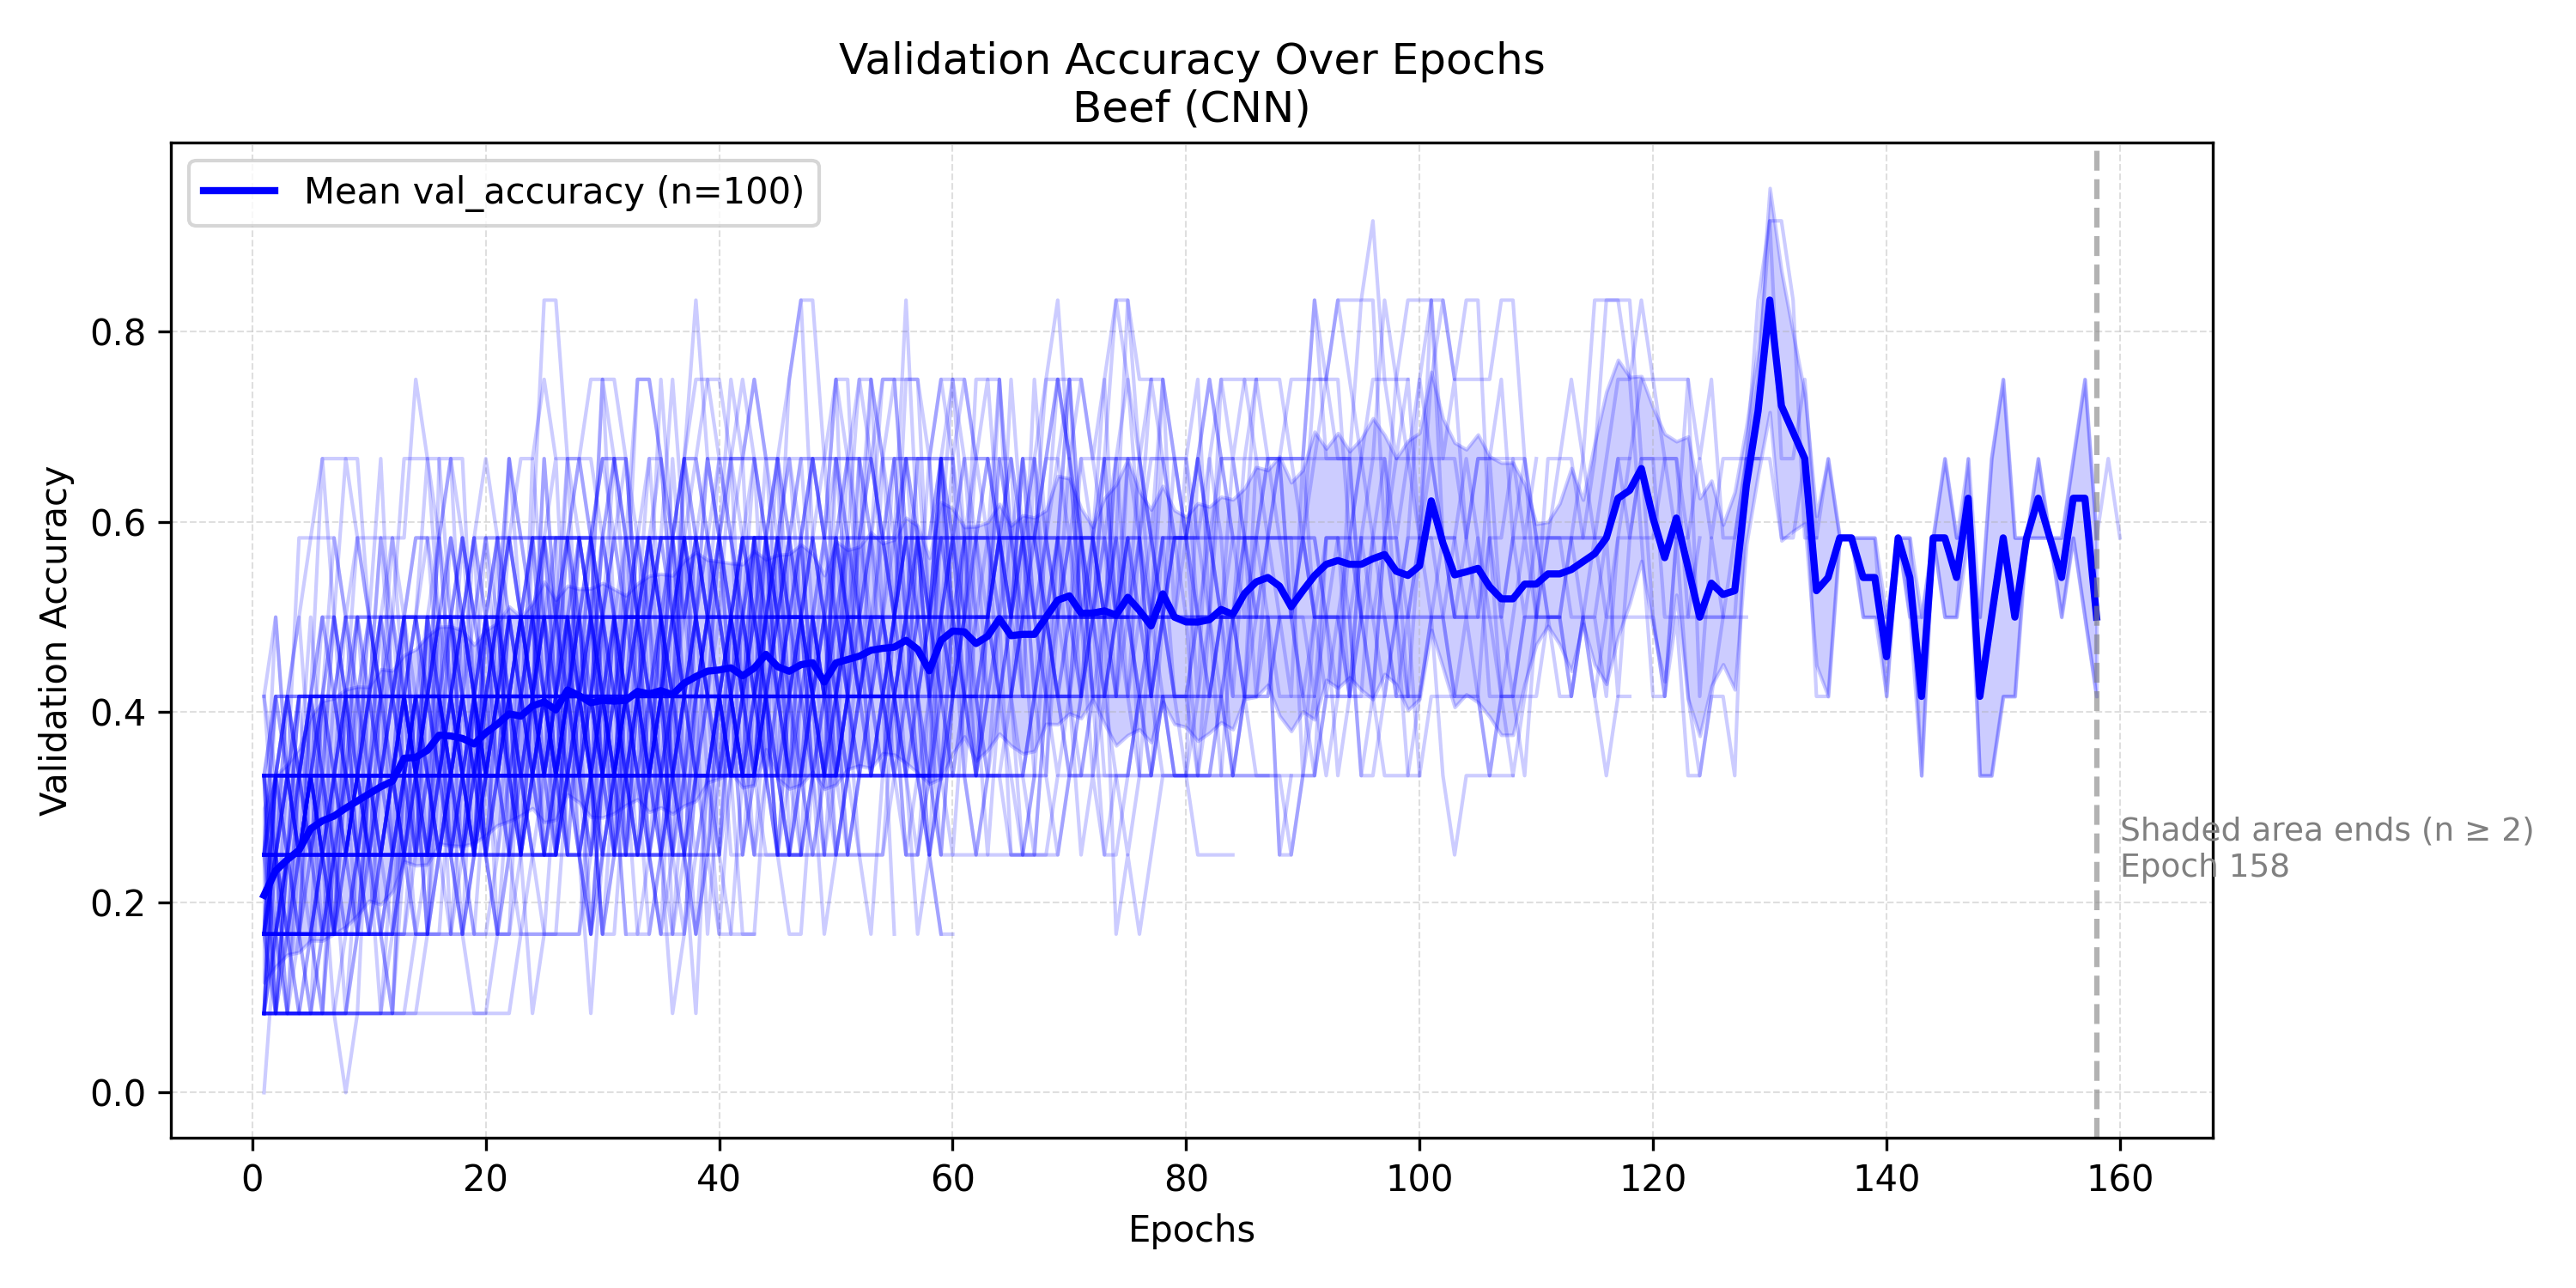 Validation Accuracy Over Epochs
Beef (CNN)
Mean val_accuracy (n=100)
Validation Accuracy
0.8
0.6
0.4
0.2
0.0
Shaded area ends (n ≥ 2)
Epoch 158
0 20 40 60 80 100 120 140 160
Epochs